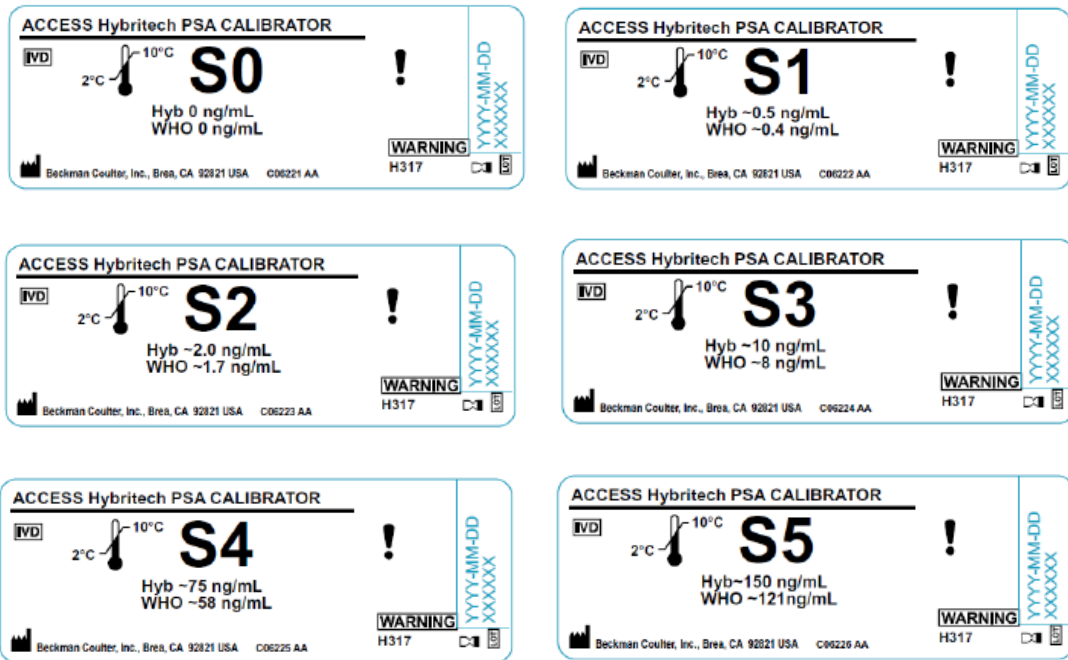 ACCESS Hybritech PSA CALIBRATOR
IVD
10°C
2°C
S0
Hyb 0 ng/mL
WHO 0 ng/mL
!
WARNING
H317
YYYY-MM-DD
XXXXXX
LOT
Beckman Coulter, Inc., Brea, CA 92821 USA C06221 AA
ACCESS Hybritech PSA CALIBRATOR
IVD
10°C
2°C
S1
Hyb ~0.5 ng/mL
WHO ~0.4 ng/mL
!
WARNING
H317
YYYY-MM-DD
XXXXXX
LOT
Beckman Coulter, Inc., Brea, CA 92821 USA C06222 AA
ACCESS Hybritech PSA CALIBRATOR
IVD
10°C
2°C
S2
Hyb ~2.0 ng/mL
WHO ~1.7 ng/mL
!
WARNING
H317
YYYY-MM-DD
XXXXXX
LOT
Beckman Coulter, Inc., Brea, CA 92821 USA C06223 AA
ACCESS Hybritech PSA CALIBRATOR
IVD
10°C
2°C
S3
Hyb ~10 ng/mL
WHO ~8 ng/mL
!
WARNING
H317
YYYY-MM-DD
XXXXXX
LOT
Beckman Coulter, Inc., Brea, CA 92821 USA C06224 AA
ACCESS Hybritech PSA CALIBRATOR
IVD
10°C
2°C
S4
Hyb ~75 ng/mL
WHO ~58 ng/mL
!
WARNING
H317
YYYY-MM-DD
XXXXXX
LOT
Beckman Coulter, Inc., Brea, CA 92821 USA C06225 AA
ACCESS Hybritech PSA CALIBRATOR
IVD
10°C
2°C
S5
Hyb~150 ng/mL
WHO ~121ng/mL
!
WARNING
H317
YYYY-MM-DD
XXXXXX
LOT
Beckman Coulter, Inc., Brea, CA 92821 USA C06226 AA